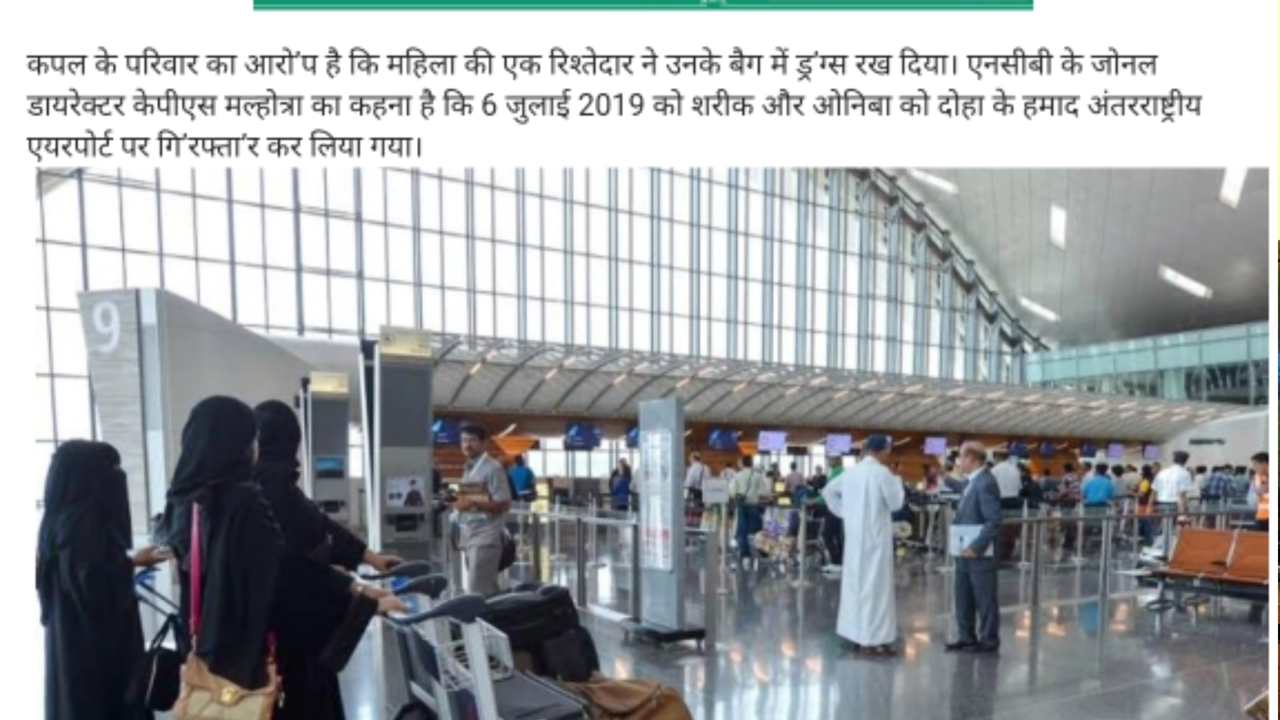 कपल के परिवार का आरो’प है कि महिला की एक रिश्तेदार ने उनके बैग में ड्र’ग्स रख दिया। एनसीबी के जोनल
डायरेक्टर केपीएस मल्होत्रा का कहना है कि 6 जुलाई 2019 को शरीक और ओनिबा को दोहा के हमाद अंतरराष्ट्रीय
एयरपोर्ट पर गि’रफ्ता’र कर लिया गया।
9